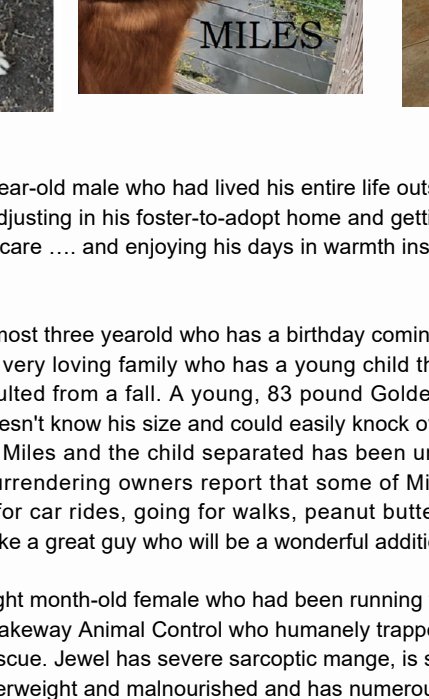 MILES
ear-old male who had lived his entire life out
djusting in his foster-to-adopt home and getti
care …. and enjoying his days in warmth ins
most three yearold who has a birthday comin
very loving family who has a young child th
ulted from a fall. A young, 83 pound Golde
esn't know his size and could easily knock o
Miles and the child separated has been un
urrendering owners report that some of Mi
for car rides, going for walks, peanut butte
ke a great guy who will be a wonderful additi
ght month-old female who had been running
akeway Animal Control who humanely trappe
scue. Jewel has severe sarcoptic mange, is s
erweight and malnourished and has numerou